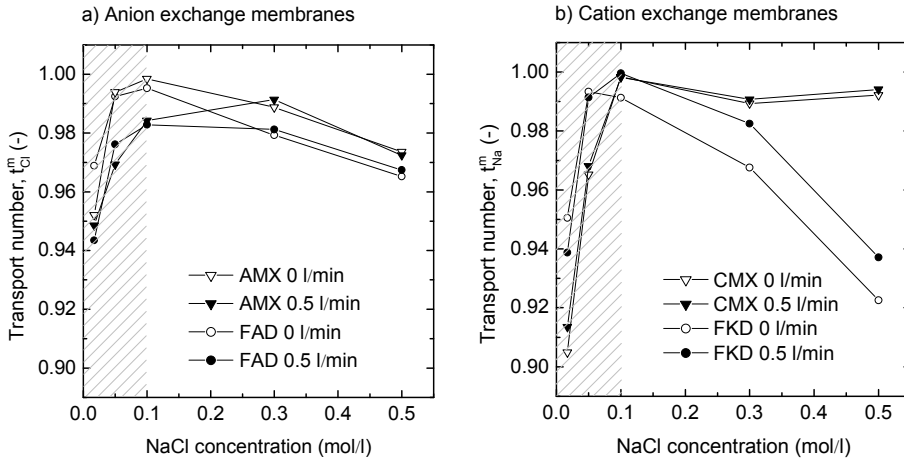 a) Anion exchange membranes
Transport number, t^m_Cl (-)
1.00
0.98
0.96
0.94
0.92
0.90
AMX 0 l/min
AMX 0.5 l/min
FAD 0 l/min
FAD 0.5 l/min
0.0 0.1 0.2 0.3 0.4 0.5
NaCl concentration (mol/l)
b) Cation exchange membranes
Transport number, t^m_Na (-)
1.00
0.98
0.96
0.94
0.92
0.90
CMX 0 l/min
CMX 0.5 l/min
FKD 0 l/min
FKD 0.5 l/min
0.0 0.1 0.2 0.3 0.4 0.5
NaCl concentration (mol/l)